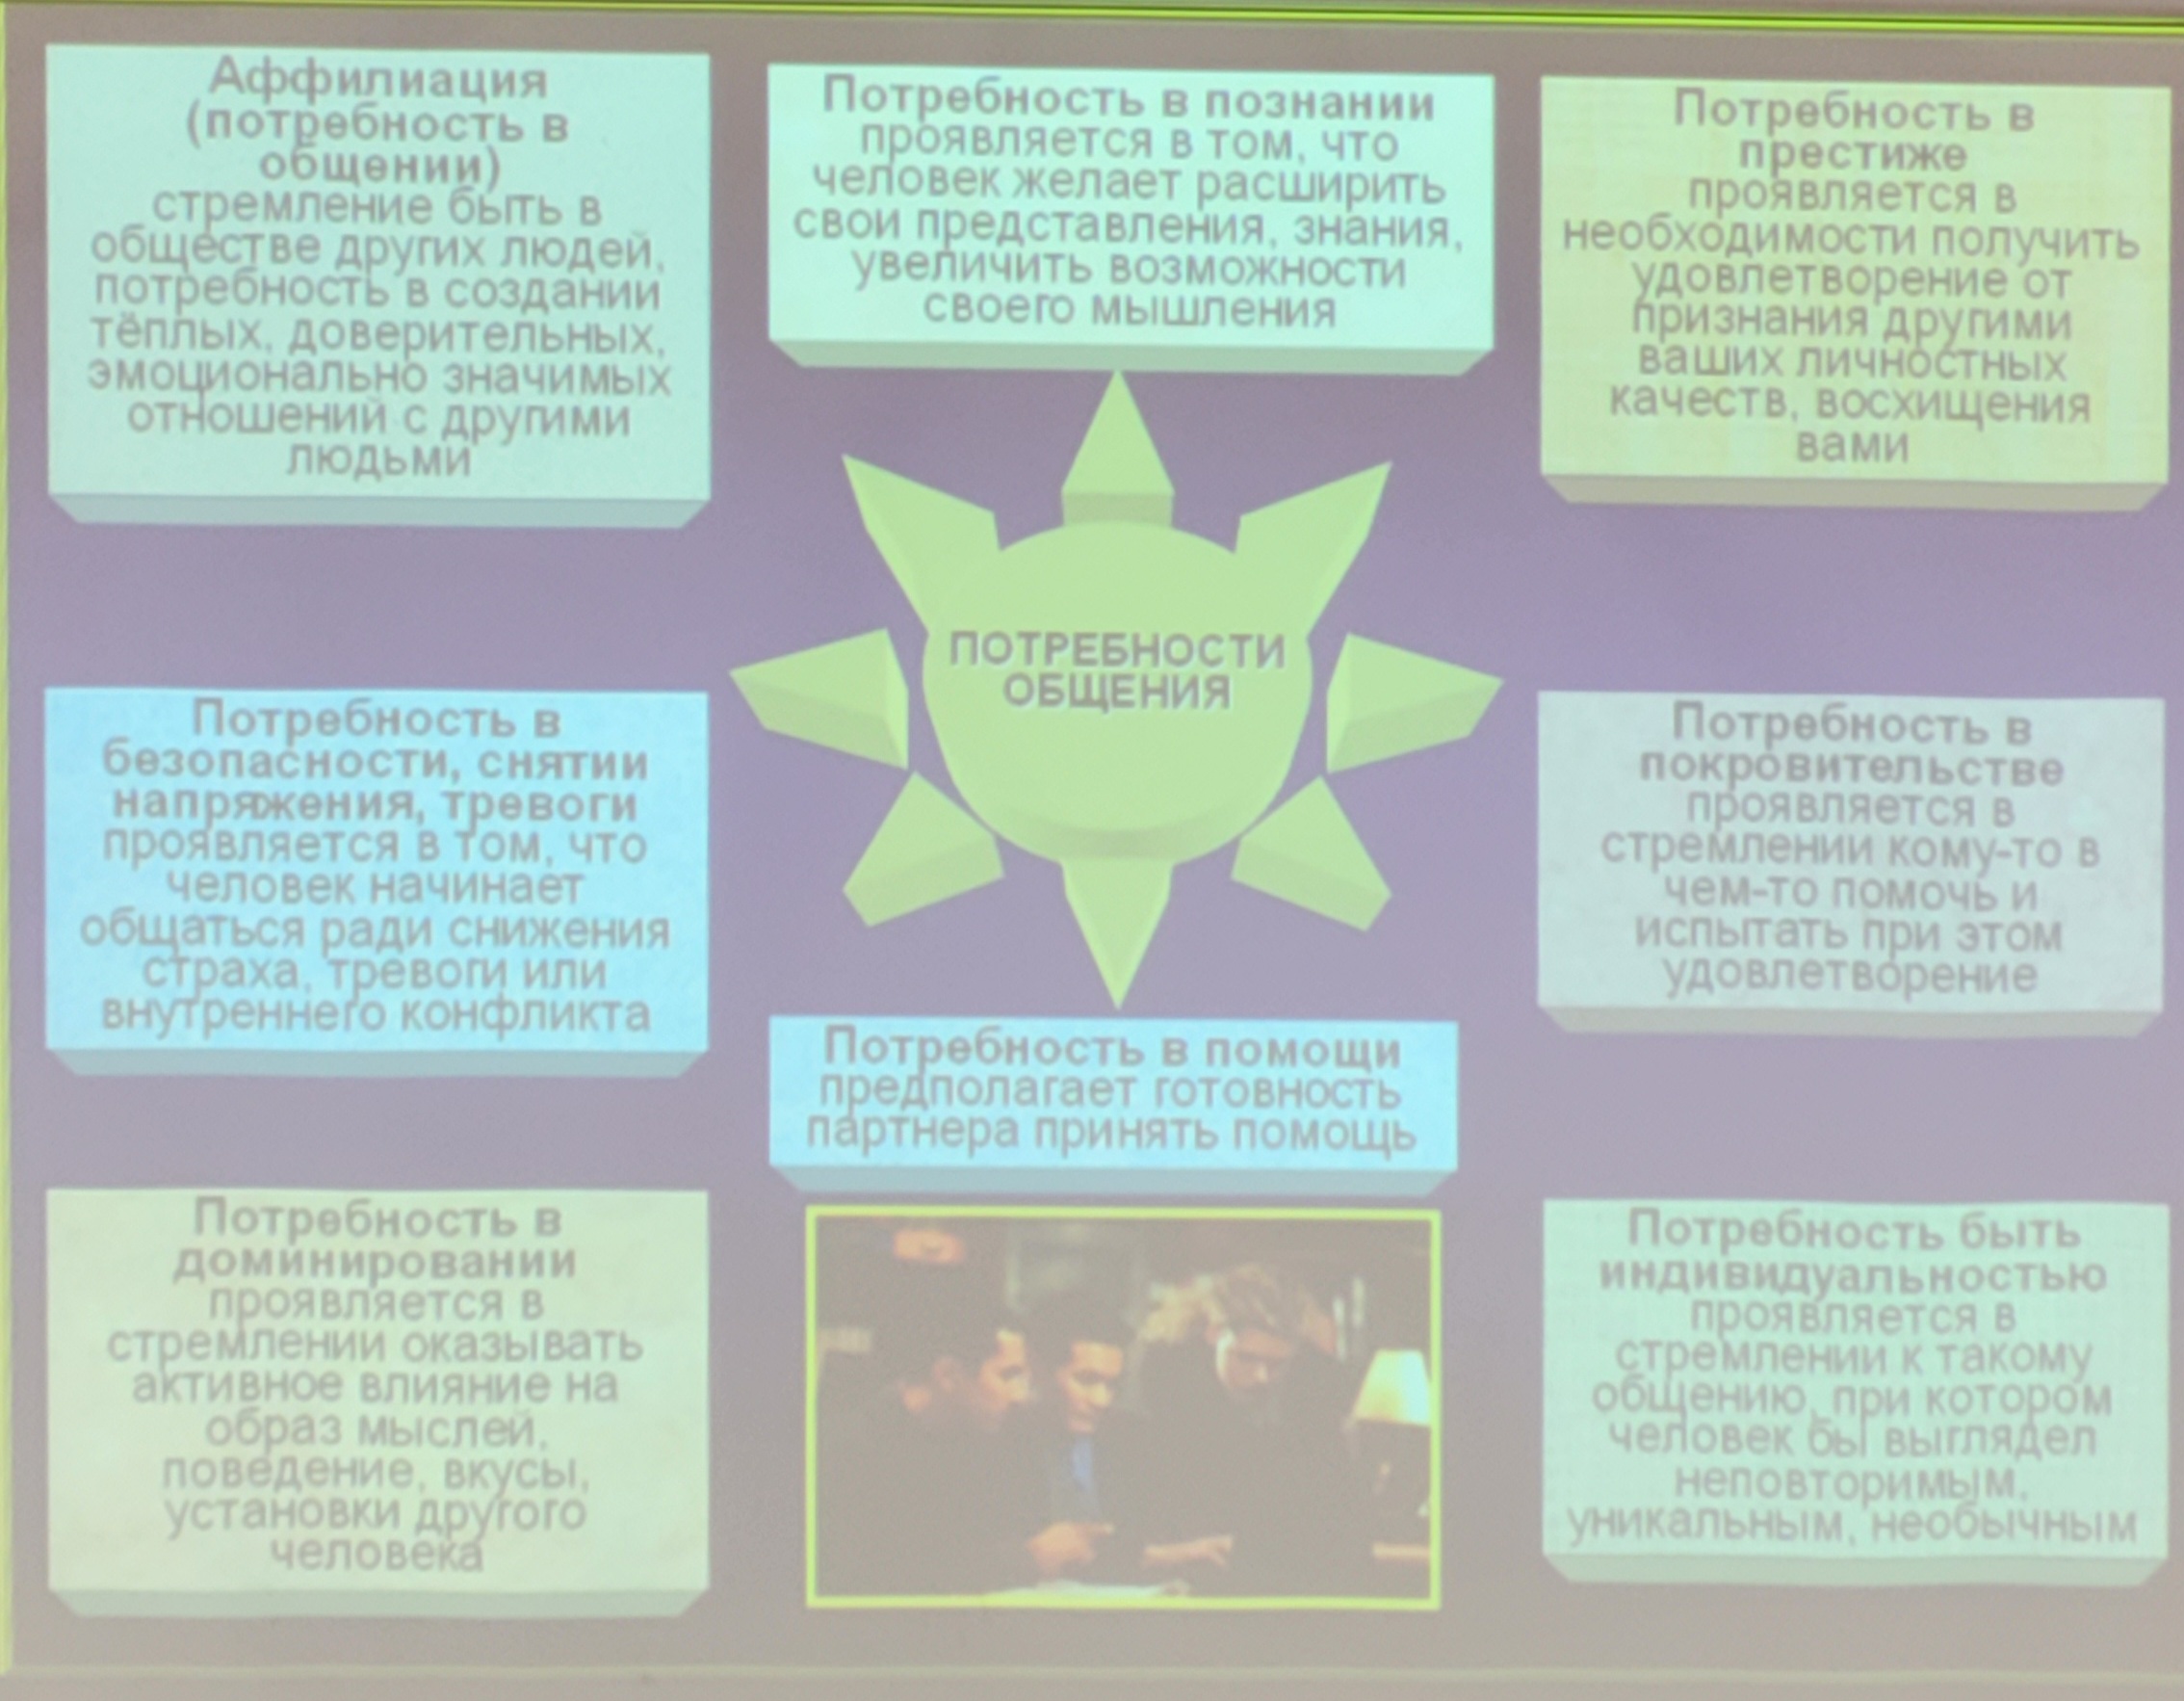 Аффилиация
(потребность в
общении)
стремление быть в
обществе других людей,
потребность в создании
тёплых, доверительных,
эмоционально значимых
отношений с другими
людьми
Потребность в познании
проявляется в том, что
человек желает расширить
свои представления, знания,
увеличить возможности
своего мышления
Потребность в
престиже
проявляется в
необходимости получить
удовлетворение от
признания другими
ваших личностных
качеств, восхищения
вами
ПОТРЕБНОСТИ
ОБЩЕНИЯ
Потребность в
безопасности, снятии
напряжения, тревоги
проявляется в том, что
человек начинает
общаться ради снижения
страха, тревоги или
внутреннего конфликта
Потребность в
покровительстве
проявляется в
стремлении кому-то в
чем-то помочь и
испытать при этом
удовлетворение
Потребность в помощи
предполагает готовность
партнера принять помощь
Потребность в
доминировании
проявляется в
стремлении оказывать
активное влияние на
образ мыслей,
поведение, вкусы,
установки другого
человека
Потребность быть
индивидуальностью
проявляется в
стремлении к такому
общению, при котором
человек бы выглядел
неповторимым,
уникальным, необычным